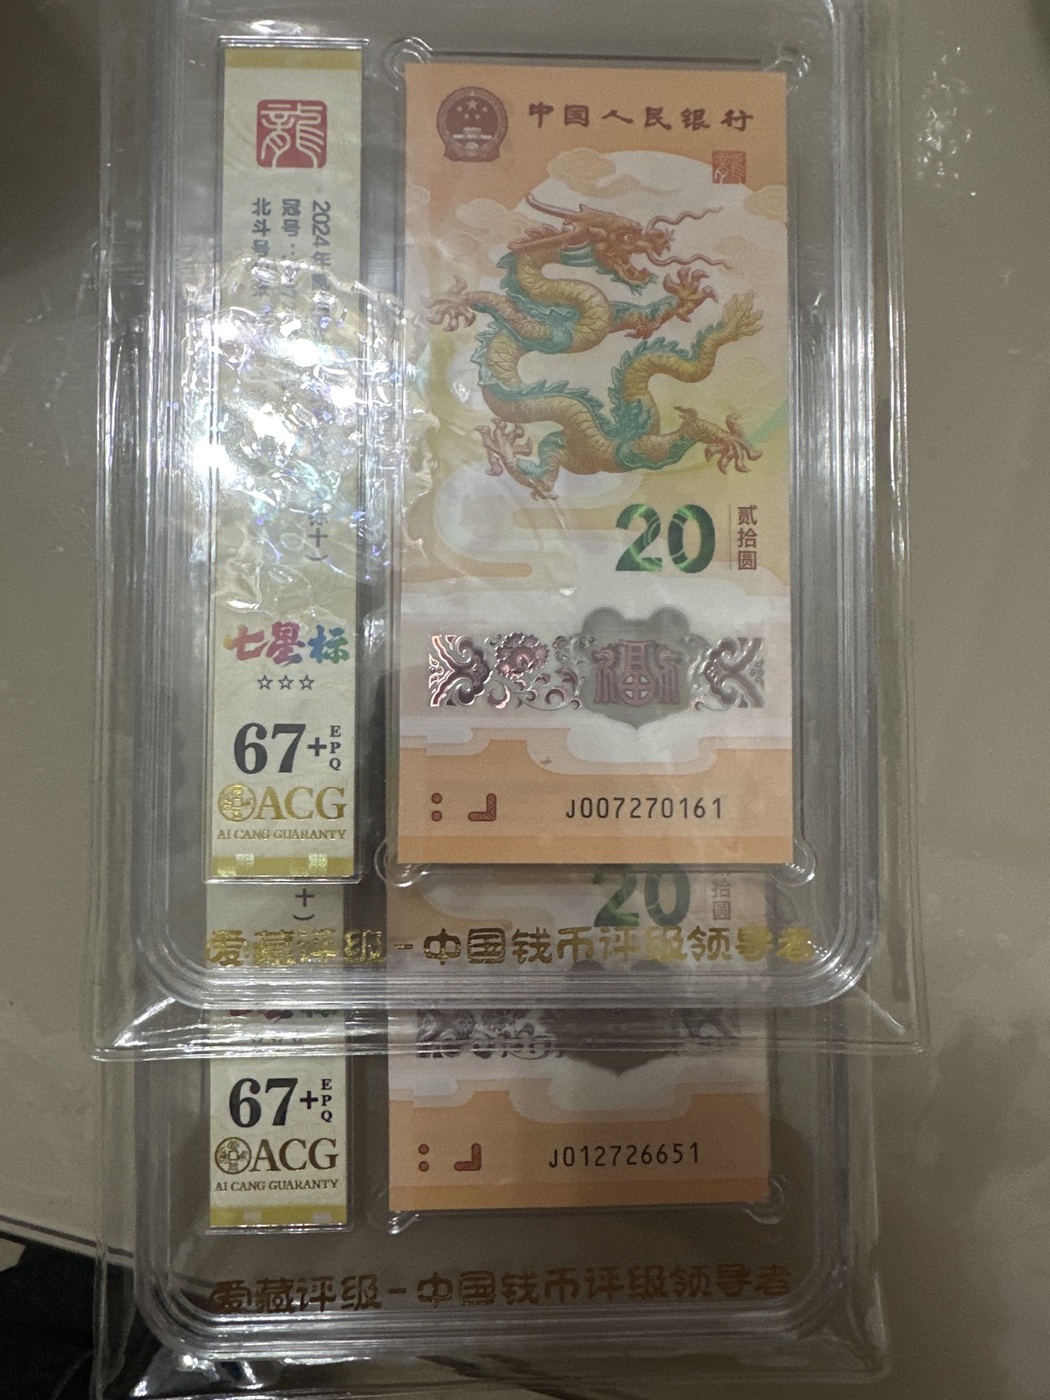 龍
2024年
冠号：
北斗号
十）
七星标
☆☆☆
67+EPQ
ACG
AI CANG GUARANTY
中国人民银行
龍
20 贰拾圆
福
J007270161
爱藏评级-中国钱币评级领导者
十）
20 拾圆
67+EPQ
ACG
AI CANG GUARANTY
J012726651
爱藏评级-中国钱币评级领导者